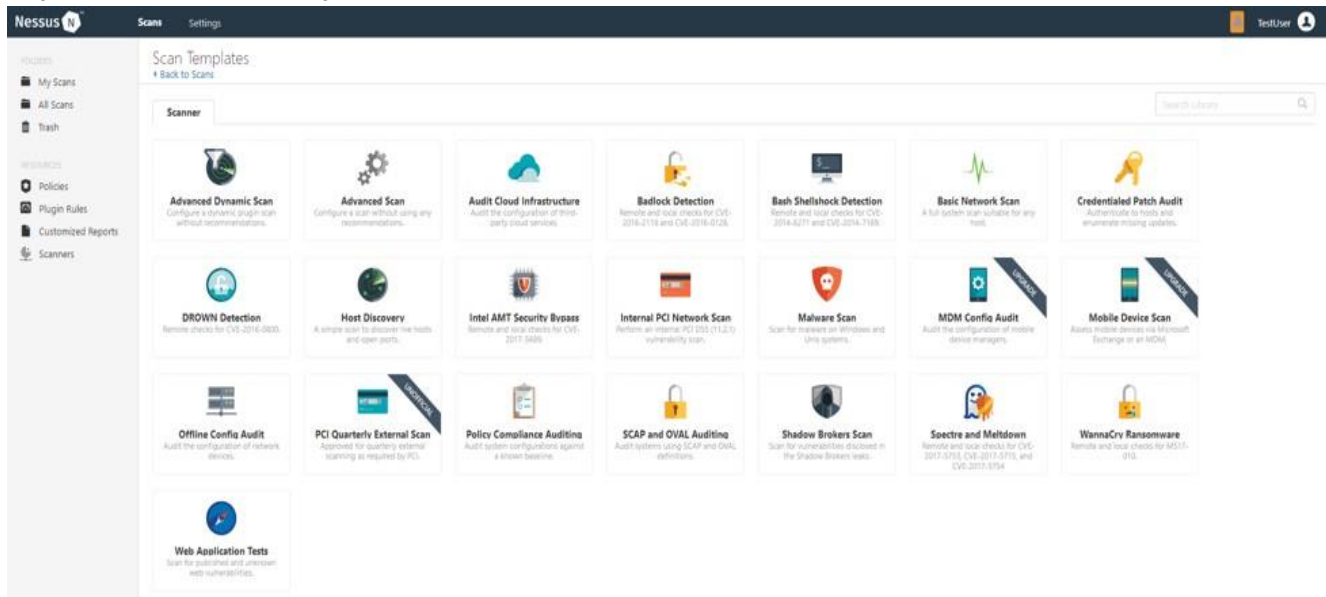 Nessus N
Scans
Settings
TestUser
FOLDERS
My Scans
All Scans
Trash
RESOURCES
Policies
Plugin Rules
Customized Reports
Scanners
Scan Templates
Back to Scans
Scanner
Search Library
Advanced Dynamic Scan
Configure a dynamic plugin scan
without recommendations.
Advanced Scan
Configure a scan without using any
recommendations.
Audit Cloud Infrastructure
Audit the configuration of third-
party cloud services.
Badlock Detection
Remote and local checks for CVE-
2016-2118 and CVE-2016-0128.
Bash Shellshock Detection
Remote and local checks for CVE-
2014-6271 and CVE-2014-7169.
Basic Network Scan
A full system scan suitable for any
host.
Credentialed Patch Audit
Authenticate to hosts and
enumerate missing updates.
DROWN Detection
Remote checks for CVE-2016-0800.
Host Discovery
A simple scan to discover live hosts
and open ports.
Intel AMT Security Bypass
Remote and local checks for CVE-
2017-5689.
Internal PCI Network Scan
Perform an internal PCI DSS (11.2.1)
vulnerability scan.
Malware Scan
Scan for malware on Windows and
Unix systems.
UPGRADE
MDM Config Audit
Audit the configuration of mobile
device managers.
UPGRADE
Mobile Device Scan
Assess mobile devices via Microsoft
Exchange or an MDM.
Offline Config Audit
Audit the configuration of network
devices.
UNOFFICIAL
PCI Quarterly External Scan
Approved for quarterly external
scanning as required by PCI.
Policy Compliance Auditing
Audit system configurations against
a known baseline.
SCAP and OVAL Auditing
Audit systems using SCAP and OVAL
definitions.
Shadow Brokers Scan
Scan for vulnerabilities disclosed in
the Shadow Brokers leaks.
Spectre and Meltdown
Remote and local checks for CVE-
2017-5753, CVE-2017-5715, and
CVE-2017-5754
WannaCry Ransomware
Remote and local checks for MS17-
010.
Web Application Tests
Scan for published and unknown
web vulnerabilities.